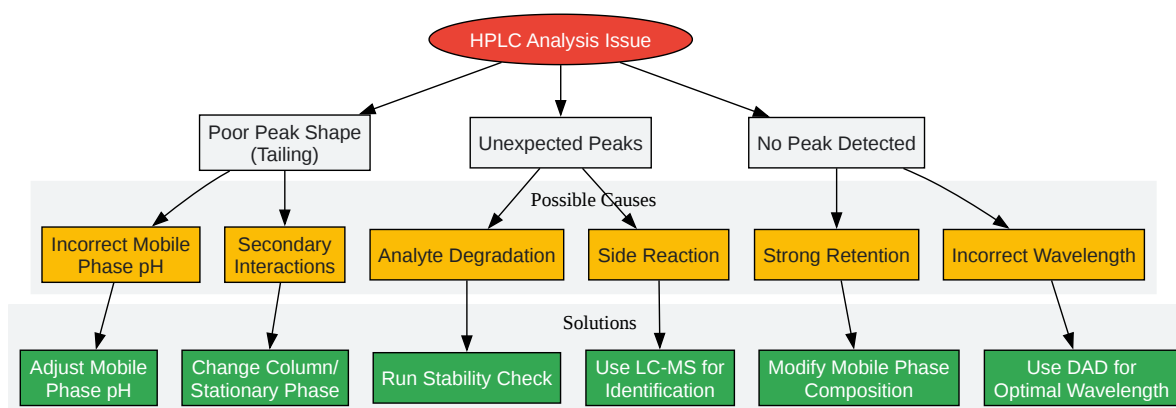 HPLC Analysis Issue
Poor Peak Shape
(Tailing)
Unexpected Peaks
No Peak Detected
Possible Causes
Incorrect Mobile
Phase pH
Secondary
Interactions
Analyte Degradation
Side Reaction
Strong Retention
Incorrect Wavelength
Solutions
Adjust Mobile
Phase pH
Change Column/
Stationary Phase
Run Stability Check
Use LC-MS for
Identification
Modify Mobile Phase
Composition
Use DAD for
Optimal Wavelength